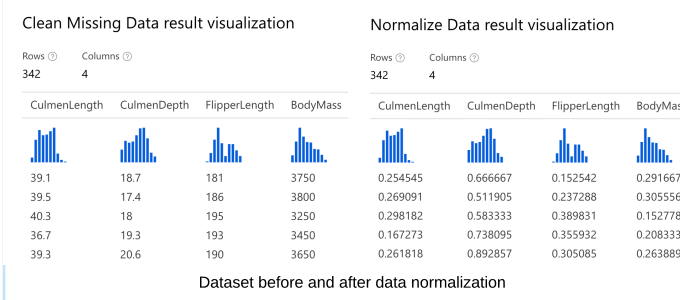 Clean Missing Data result visualization
Rows ? Columns ?
342 4
CulmenLength CulmenDepth FlipperLength BodyMass
39.1 18.7 181 3750
39.5 17.4 186 3800
40.3 18 195 3250
36.7 19.3 193 3450
39.3 20.6 190 3650
Normalize Data result visualization
Rows ? Columns ?
342 4
CulmenLength CulmenDepth FlipperLength BodyMas
0.254545 0.666667 0.152542 0.291667
0.269091 0.511905 0.237288 0.305556
0.298182 0.583333 0.389831 0.152778
0.167273 0.738095 0.355932 0.208333
0.261818 0.892857 0.305085 0.263889
Dataset before and after data normalization